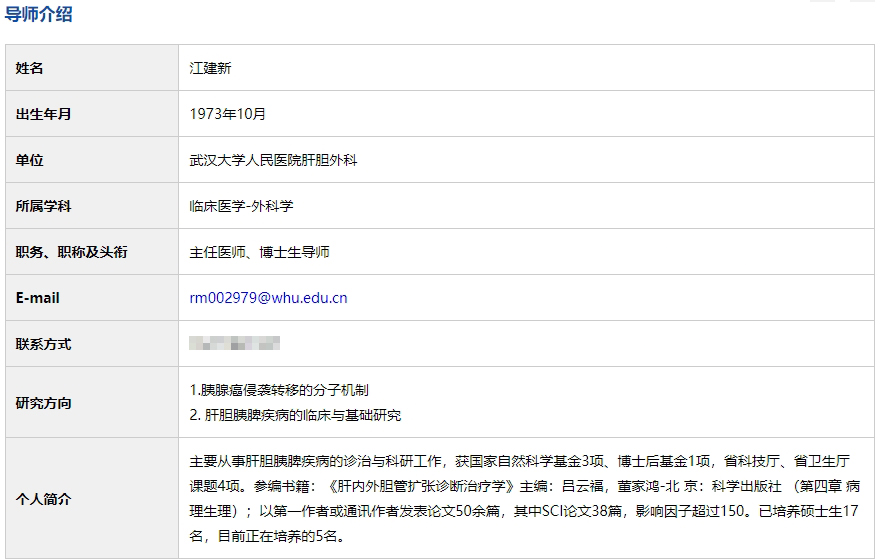 导师介绍
姓名 江建新
出生年月 1973年10月
单位 武汉大学人民医院肝胆外科
所属学科 临床医学-外科学
职务、职称及头衔 主任医师、博士生导师
E-mail rm002979@whu.edu.cn
联系方式
研究方向
1.胰腺癌侵袭转移的分子机制
2. 肝胆胰脾疾病的临床与基础研究
个人简介
主要从事肝胆胰脾疾病的诊治与科研工作，获国家自然科学基金3项、博士后基金1项，省科技厅、省卫生厅
课题4项。参编书籍：《肝内外胆管扩张诊断治疗学》主编：吕云福，董家鸿-北 京：科学出版社 （第四章 病
理生理）；以第一作者或通讯作者发表论文50余篇，其中SCI论文38篇，影响因子超过150。已培养硕士生17
名，目前正在培养的5名。